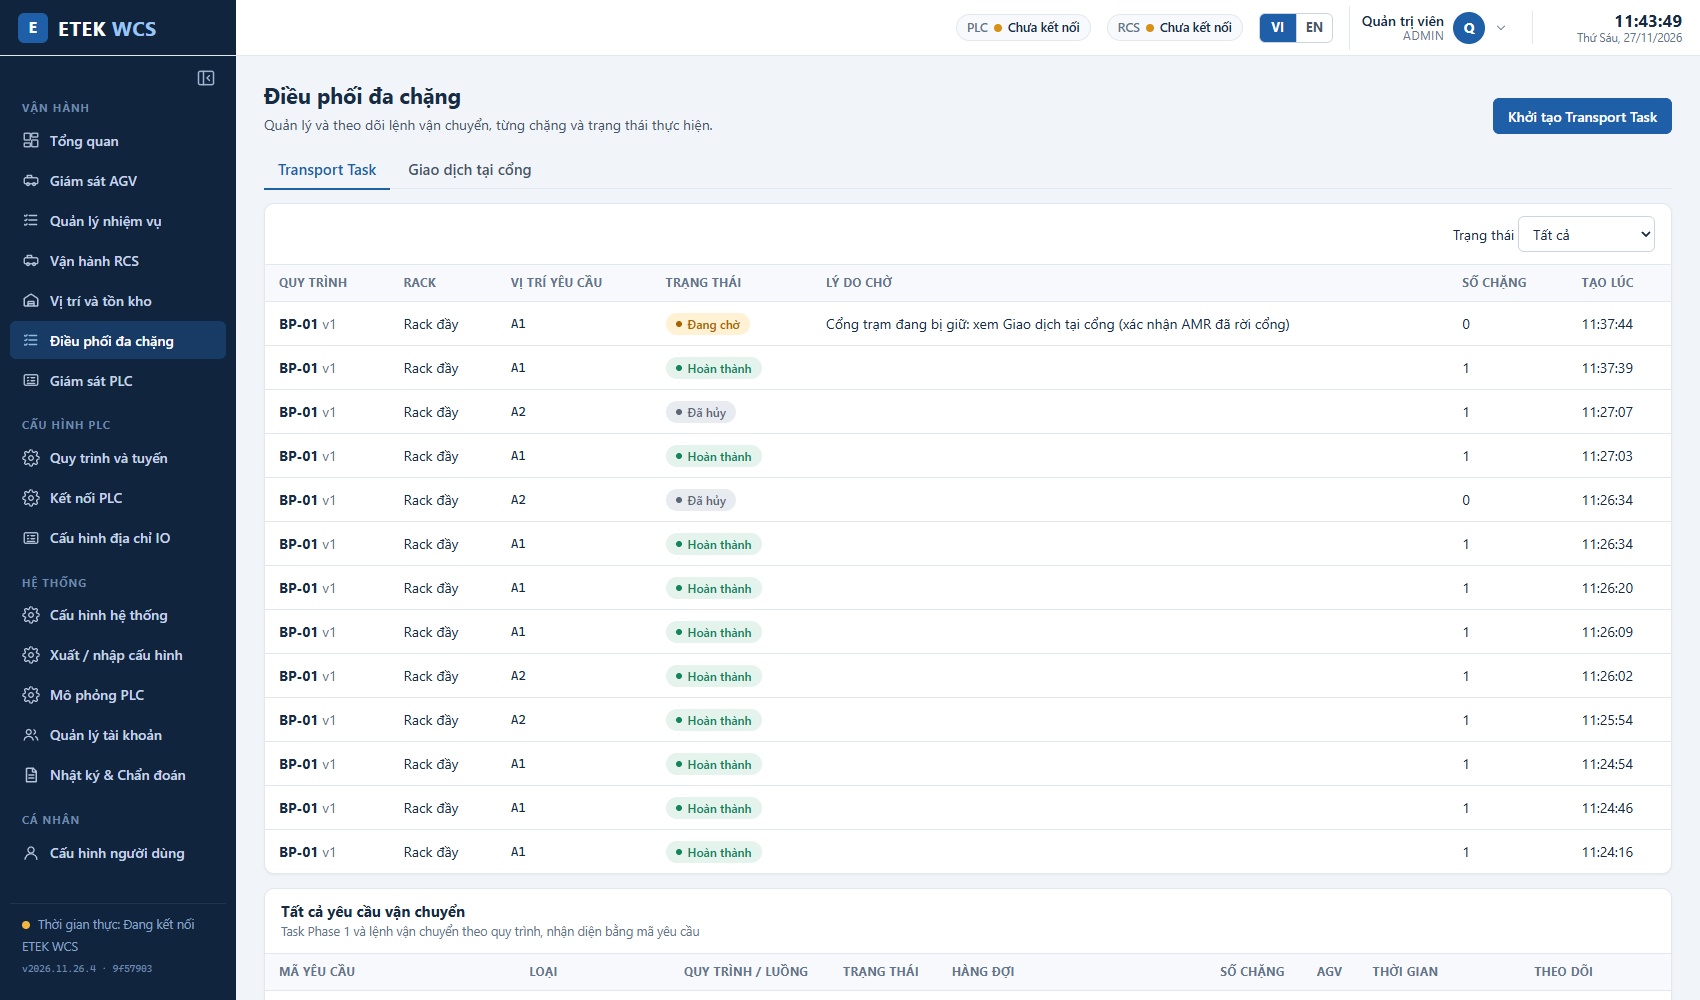 E ETEK WCS
PLC Chưa kết nối
RCS Chưa kết nối
VI EN
Quản trị viên
ADMIN
Q
11:43:49
Thứ Sáu, 27/11/2026
VẬN HÀNH
Tổng quan
Giám sát AGV
Quản lý nhiệm vụ
Vận hành RCS
Vị trí và tồn kho
Điều phối đa chặng
Giám sát PLC
CẤU HÌNH PLC
Quy trình và tuyến
Kết nối PLC
Cấu hình địa chỉ IO
HỆ THỐNG
Cấu hình hệ thống
Xuất / nhập cấu hình
Mô phỏng PLC
Quản lý tài khoản
Nhật ký & Chẩn đoán
CÁ NHÂN
Cấu hình người dùng
Thời gian thực: Đang kết nối
ETEK WCS
v2026.11.26.4 · 9f57903
Điều phối đa chặng
Quản lý và theo dõi lệnh vận chuyển, từng chặng và trạng thái thực hiện.
Khởi tạo Transport Task
Transport Task Giao dịch tại cổng
Trạng thái Tất cả
QUY TRÌNH RACK VỊ TRÍ YÊU CẦU TRẠNG THÁI LÝ DO CHỜ SỐ CHẶNG TẠO LÚC
BP-01 v1 Rack đầy A1 Đang chờ Cổng trạm đang bị giữ: xem Giao dịch tại cổng (xác nhận AMR đã rời cổng) 0 11:37:44
BP-01 v1 Rack đầy A1 Hoàn thành 1 11:37:39
BP-01 v1 Rack đầy A2 Đã hủy 1 11:27:07
BP-01 v1 Rack đầy A1 Hoàn thành 1 11:27:03
BP-01 v1 Rack đầy A2 Đã hủy 0 11:26:34
BP-01 v1 Rack đầy A1 Hoàn thành 1 11:26:34
BP-01 v1 Rack đầy A1 Hoàn thành 1 11:26:20
BP-01 v1 Rack đầy A1 Hoàn thành 1 11:26:09
BP-01 v1 Rack đầy A2 Hoàn thành 1 11:26:02
BP-01 v1 Rack đầy A2 Hoàn thành 1 11:25:54
BP-01 v1 Rack đầy A1 Hoàn thành 1 11:24:54
BP-01 v1 Rack đầy A1 Hoàn thành 1 11:24:46
BP-01 v1 Rack đầy A1 Hoàn thành 1 11:24:16
Tất cả yêu cầu vận chuyển
Task Phase 1 và lệnh vận chuyển theo quy trình, nhận diện bằng mã yêu cầu
MÃ YÊU CẦU LOẠI QUY TRÌNH / LUỒNG TRẠNG THÁI HÀNG ĐỢI SỐ CHẶNG AGV THỜI GIAN THEO DÕI